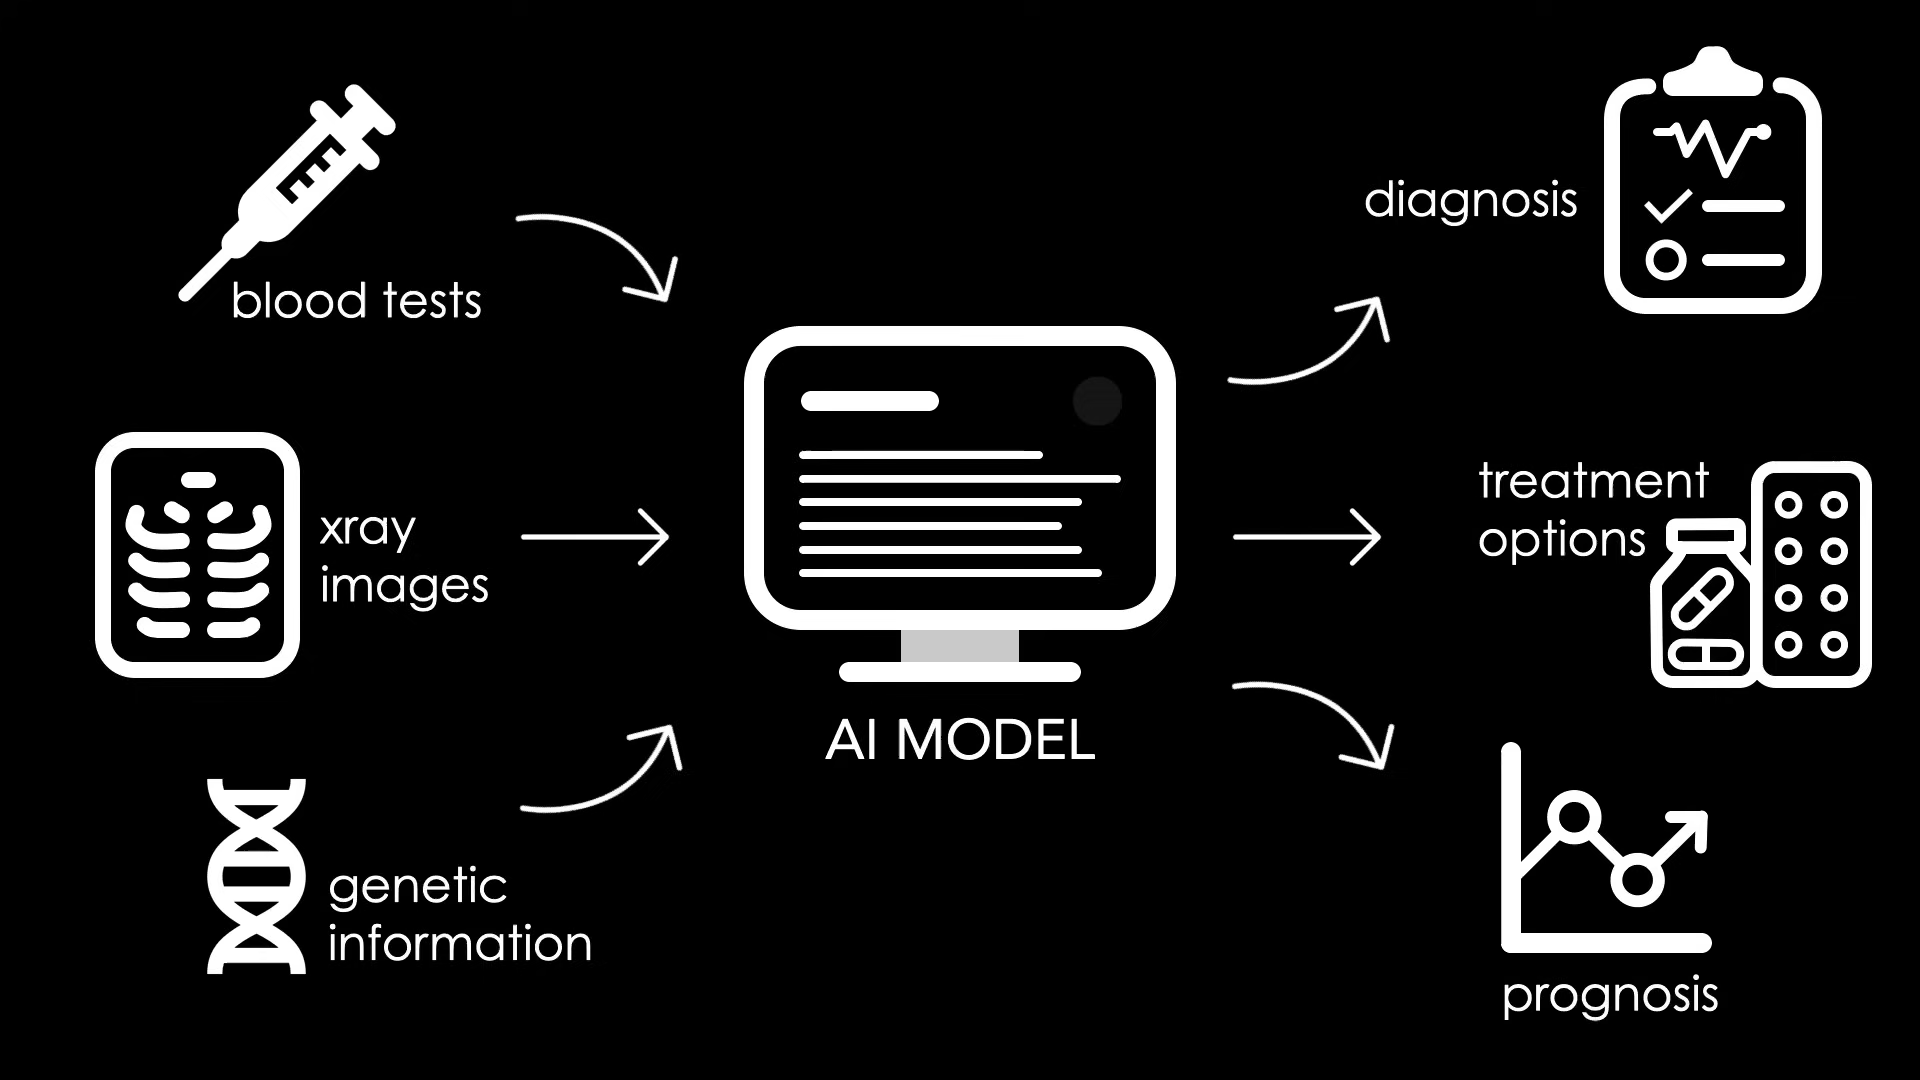 blood tests
xray
images
genetic
information
AI MODEL
diagnosis
treatment
options
prognosis